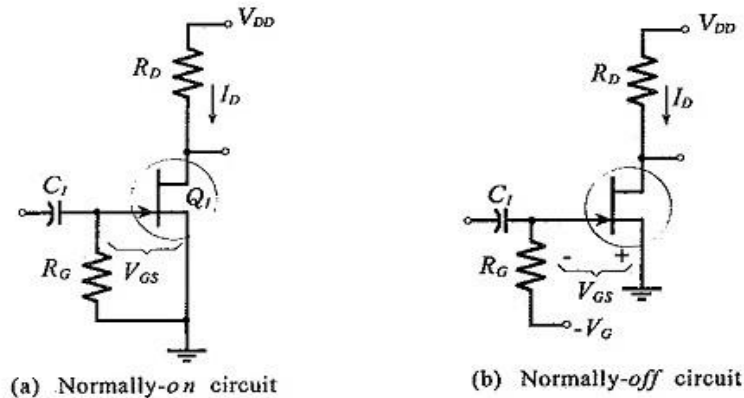 V_DD
R_D
I_D
C_I
Q_I
R_G
V_GS
(a) Normally-on circuit
V_DD
R_D
I_D
C_I
R_G
- +
V_GS
-V_G
(b) Normally-off circuit